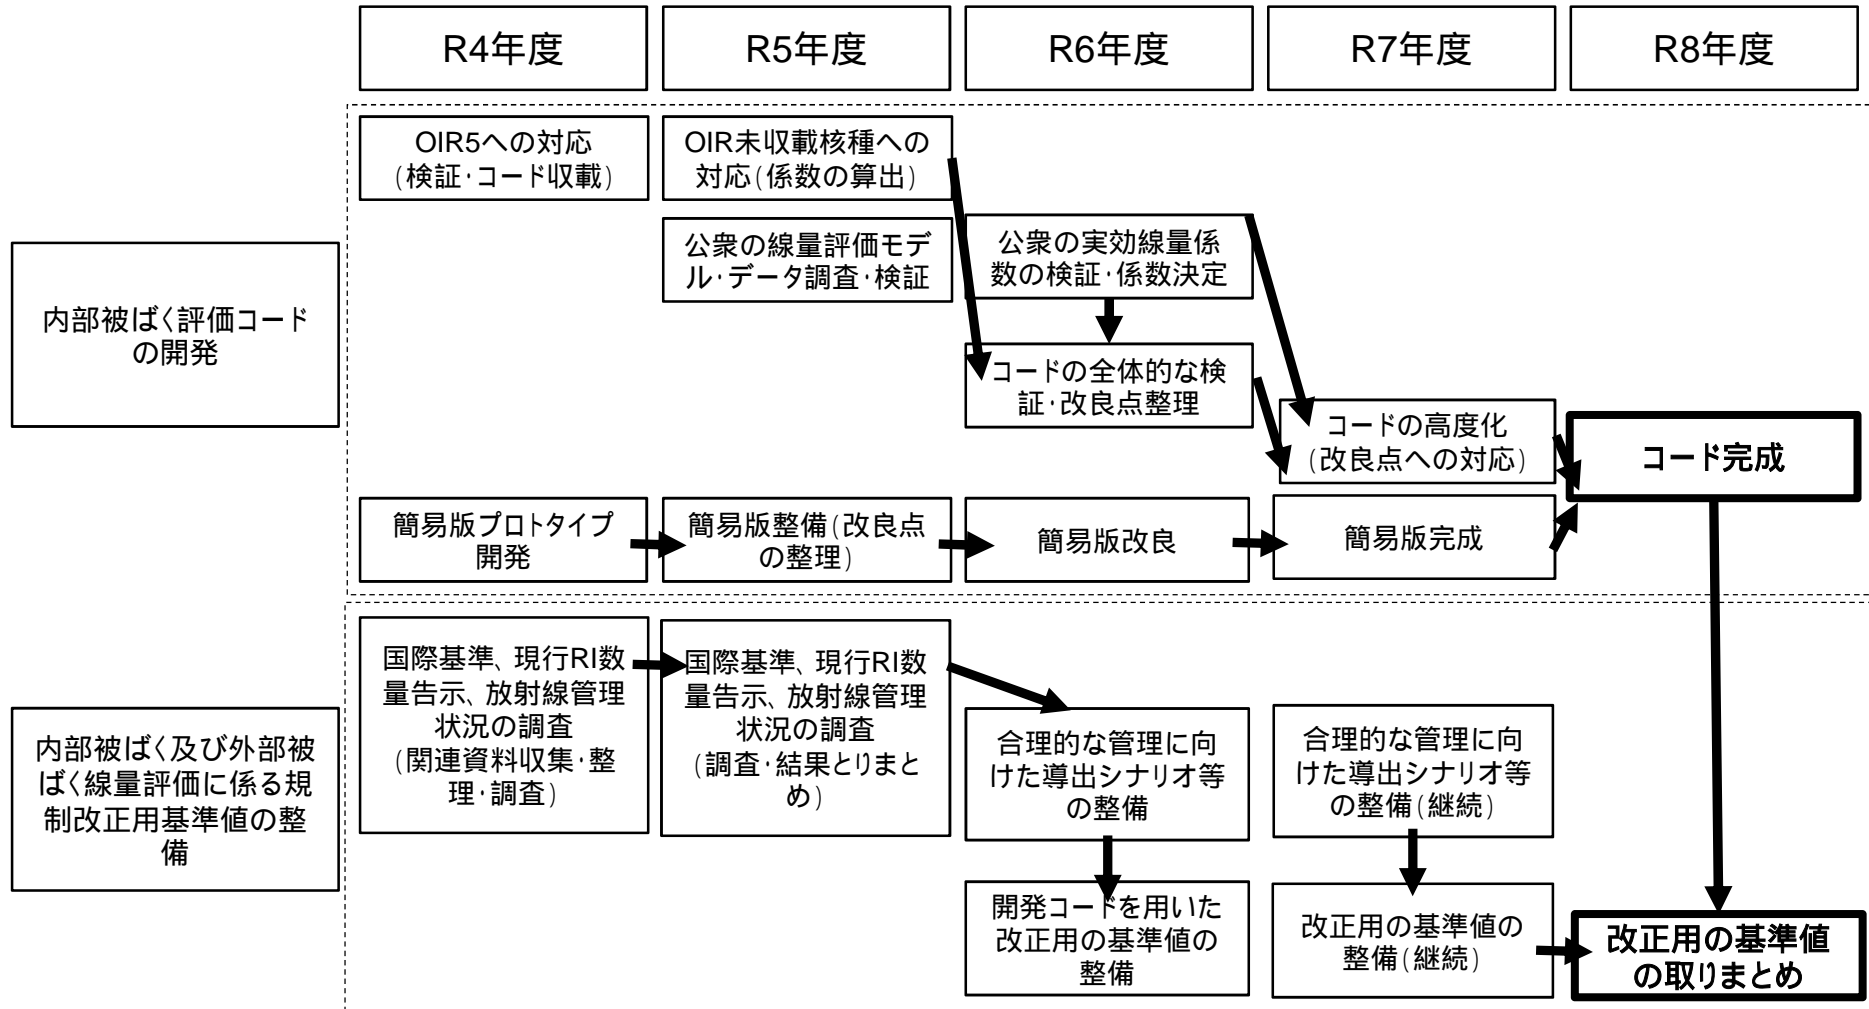 R4年度
R5年度
R6年度
R7年度
R8年度
内部被ばく評価コード
の開発
OIR5への対応
(検証･コード収載)
OIR未収載核種への
対応(係数の算出)
公衆の線量評価モデ
ル･データ調査･検証
公衆の実効線量係
数の検証･係数決定
コードの全体的な検
証･改良点整理
コードの高度化
(改良点への対応)
コード完成
簡易版プロトタイプ
開発
簡易版整備(改良点
の整理)
簡易版改良
簡易版完成
内部被ばく及び外部被
ばく線量評価に係る規
制改正用基準値の整
備
国際基準、現行RI数
量告示、放射線管理
状況の調査
(関連資料収集･整
理･調査)
国際基準、現行RI数
量告示、放射線管理
状況の調査
(調査･結果とりまと
め)
合理的な管理に向
けた導出シナリオ等
の整備
合理的な管理に向
けた導出シナリオ等
の整備(継続)
開発コードを用いた
改正用の基準値の
整備
改正用の基準値の
整備(継続)
改正用の基準値
の取りまとめ